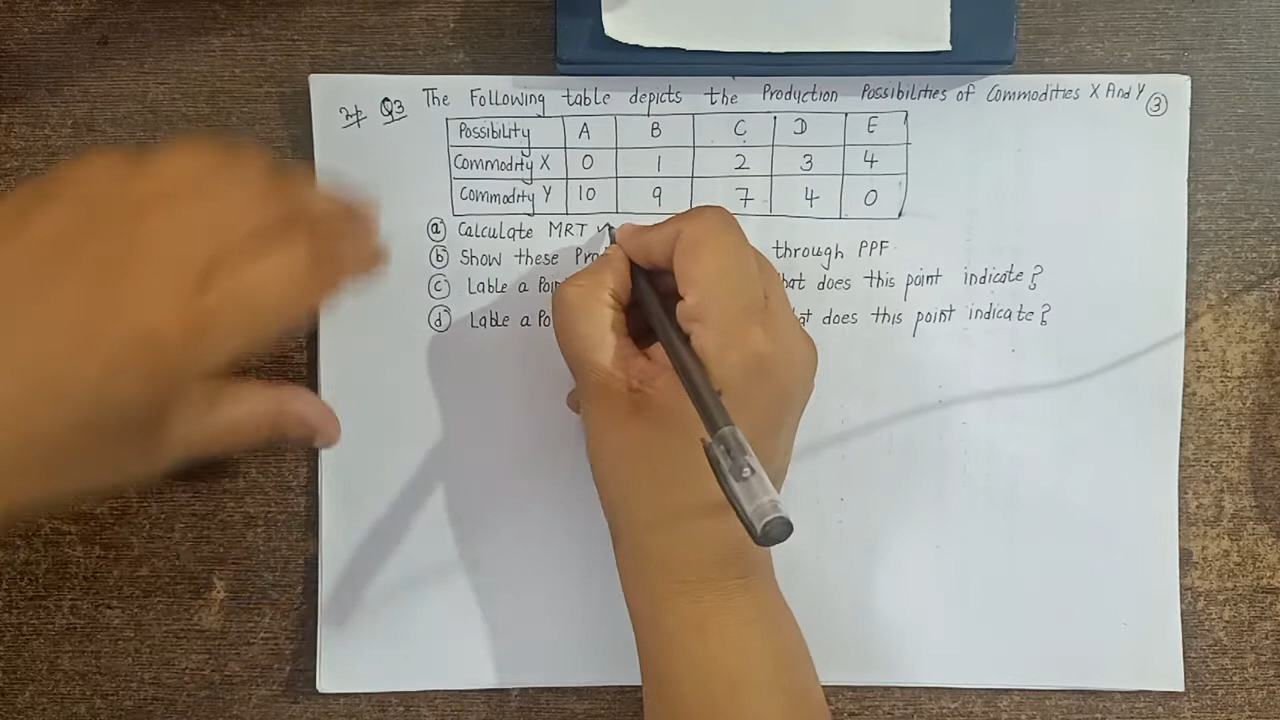 Imp Q3 The Following table depicts the Production Possibilities of Commodities X And Y 3
Possibility A B C D E
Commodity X 0 1 2 3 4
Commodity Y 10 9 7 4 0
a Calculate MRT
b Show these through PPF
c Lable a does this point indicate?
d Lable a does this point indicate?